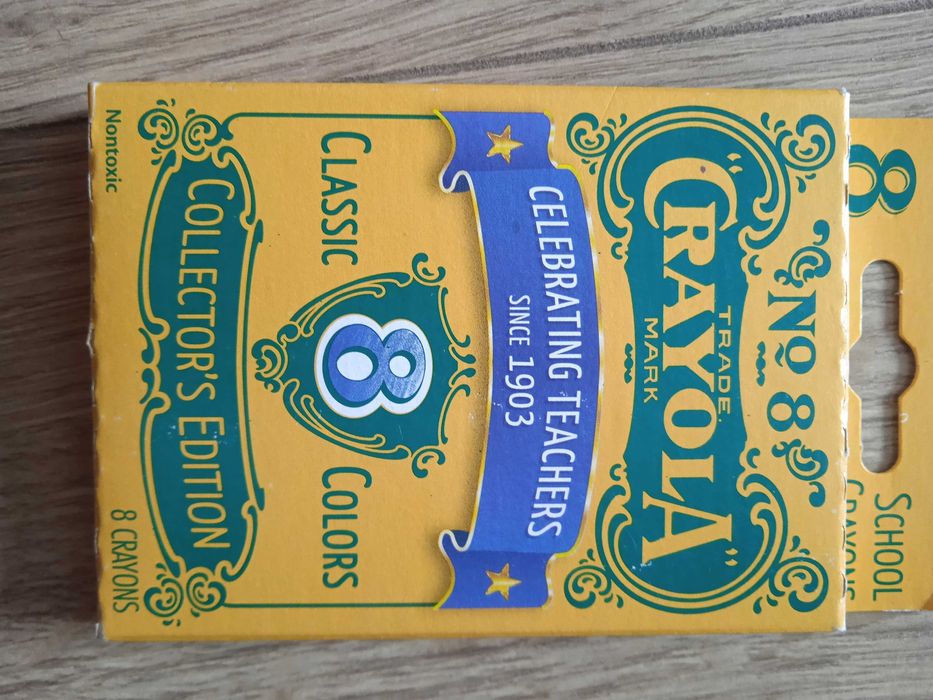 8
SCHOOL
CRAYONS
Nº 8
"CRAYOLA"
TRADE MARK
CELEBRATING TEACHERS
SINCE 1903
CLASSIC 8 COLORS
COLLECTOR'S EDITION
Nontoxic 8 CRAYONS